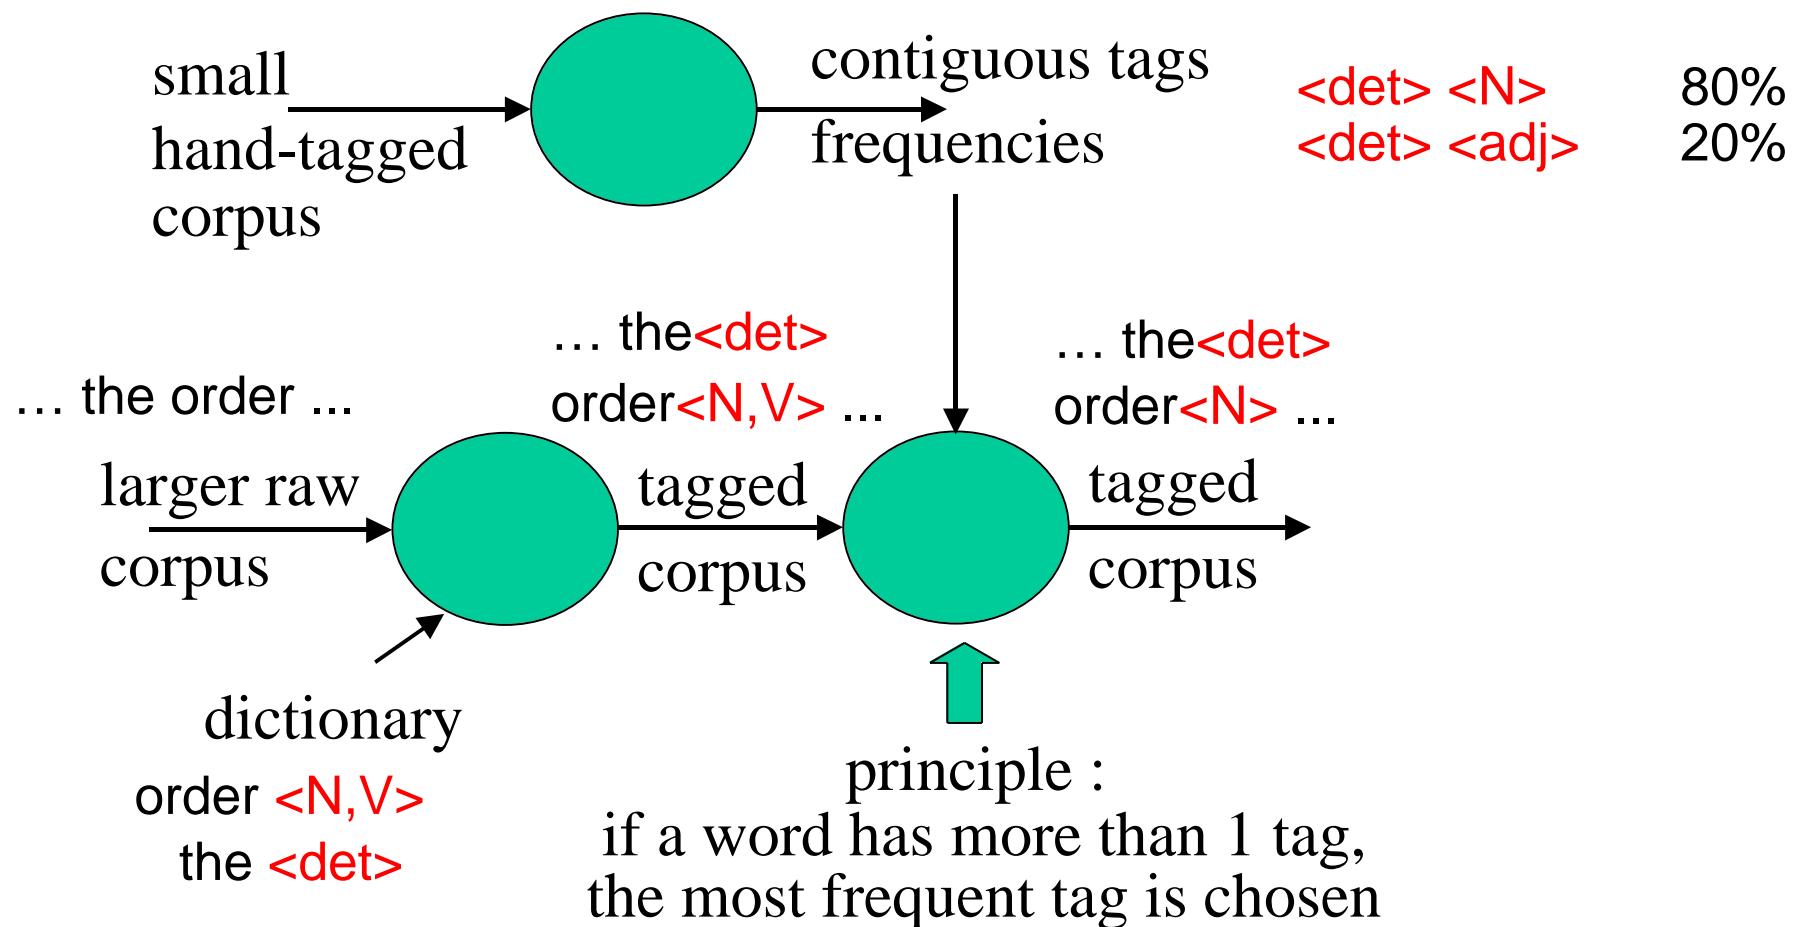 small
hand-tagged
corpus
contiguous tags
frequencies
<det> <N> 80%
<det> <adj> 20%
… the order ...
larger raw
corpus
… the<det>
order<N,V> ...
tagged
corpus
… the<det>
order<N> ...
tagged
corpus
dictionary
order <N,V>
the <det>
principle :
if a word has more than 1 tag,
the most frequent tag is chosen